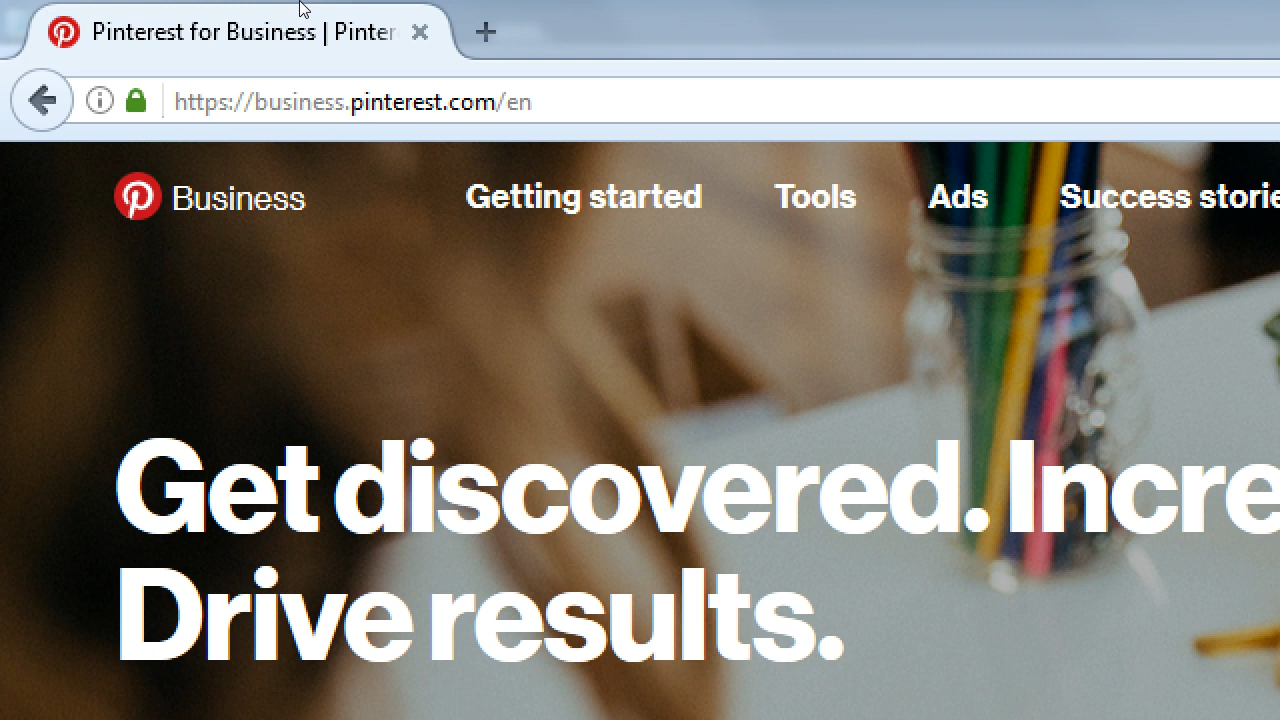 Pinterest for Business | Pinter
https://business.pinterest.com/en
Business Getting started Tools Ads Success storie
Get discovered. Incre
Drive results.